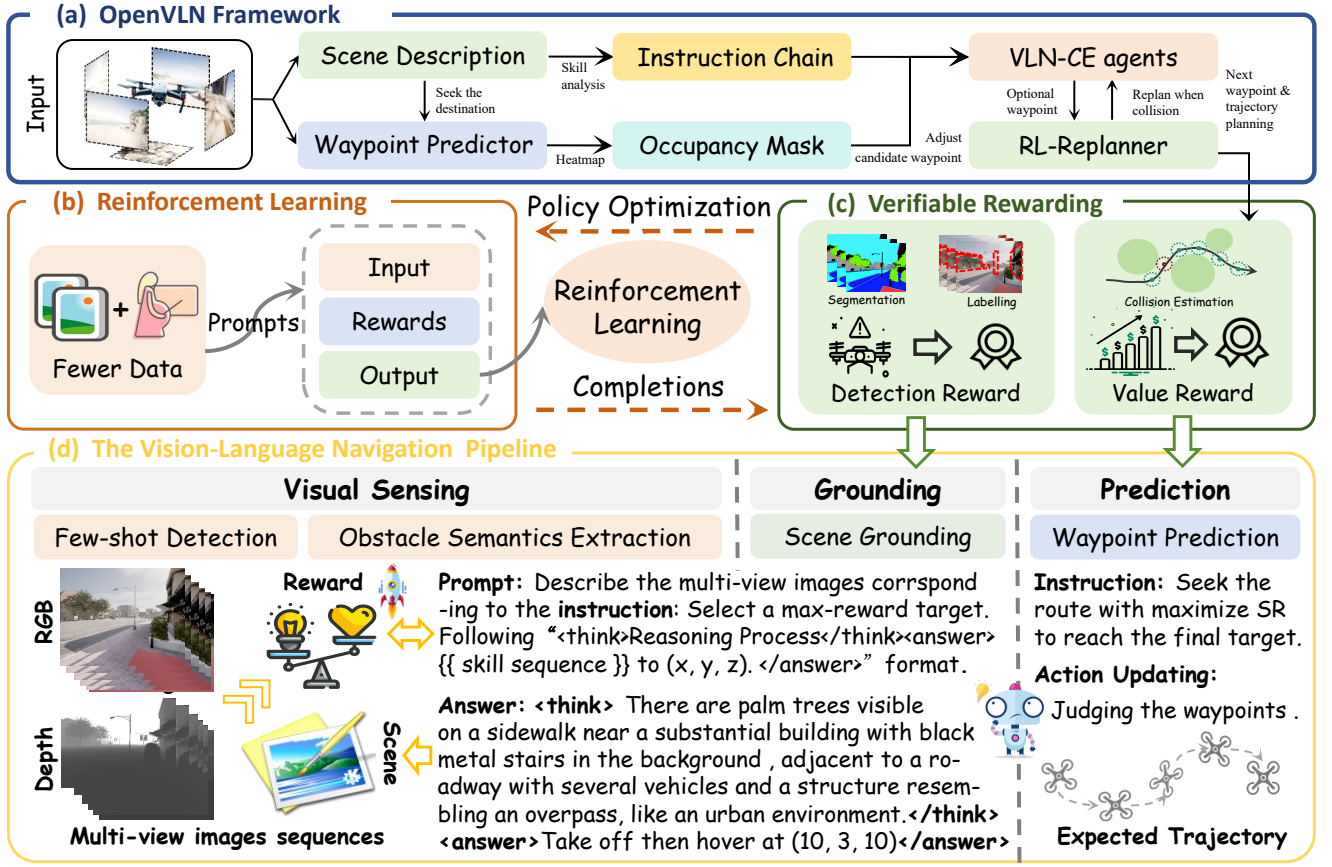 (a) OpenVLN Framework
Input
Scene Description
Skill
analysis
Instruction Chain
VLN-CE agents
Seek the
destination
Optional
waypoint
Replan when
collision
Next
waypoint &
trajectory
planning
Waypoint Predictor
Heatmap
Occupancy Mask
Adjust
candidate waypoint
RL-Replanner
(b) Reinforcement Learning
Fewer Data
Prompts
Input
Rewards
Output
Policy Optimization
Reinforcement
Learning
Completions
(c) Verifiable Rewarding
Segmentation
Labelling
Detection Reward
Collision Estimation
Value Reward
(d) The Vision-Language Navigation Pipeline
Visual Sensing
Grounding
Prediction
Few-shot Detection
Obstacle Semantics Extraction
Scene Grounding
Waypoint Prediction
RGB
Depth
Multi-view images sequences
Reward
Scene
Prompt: Describe the multi-view images corrspond
-ing to the instruction: Select a max-reward target.
Following “<think>Reasoning Process</think><answer>
{{ skill sequence }} to (x, y, z). </answer>” format.
Answer: <think> There are palm trees visible
on a sidewalk near a substantial building with black
metal stairs in the background , adjacent to a ro-
adway with several vehicles and a structure resem-
bling an overpass, like an urban environment.</think>
<answer>Take off then hover at (10, 3, 10)</answer>
Instruction: Seek the
route with maximize SR
to reach the final target.
Action Updating:
Judging the waypoints .
Expected Trajectory